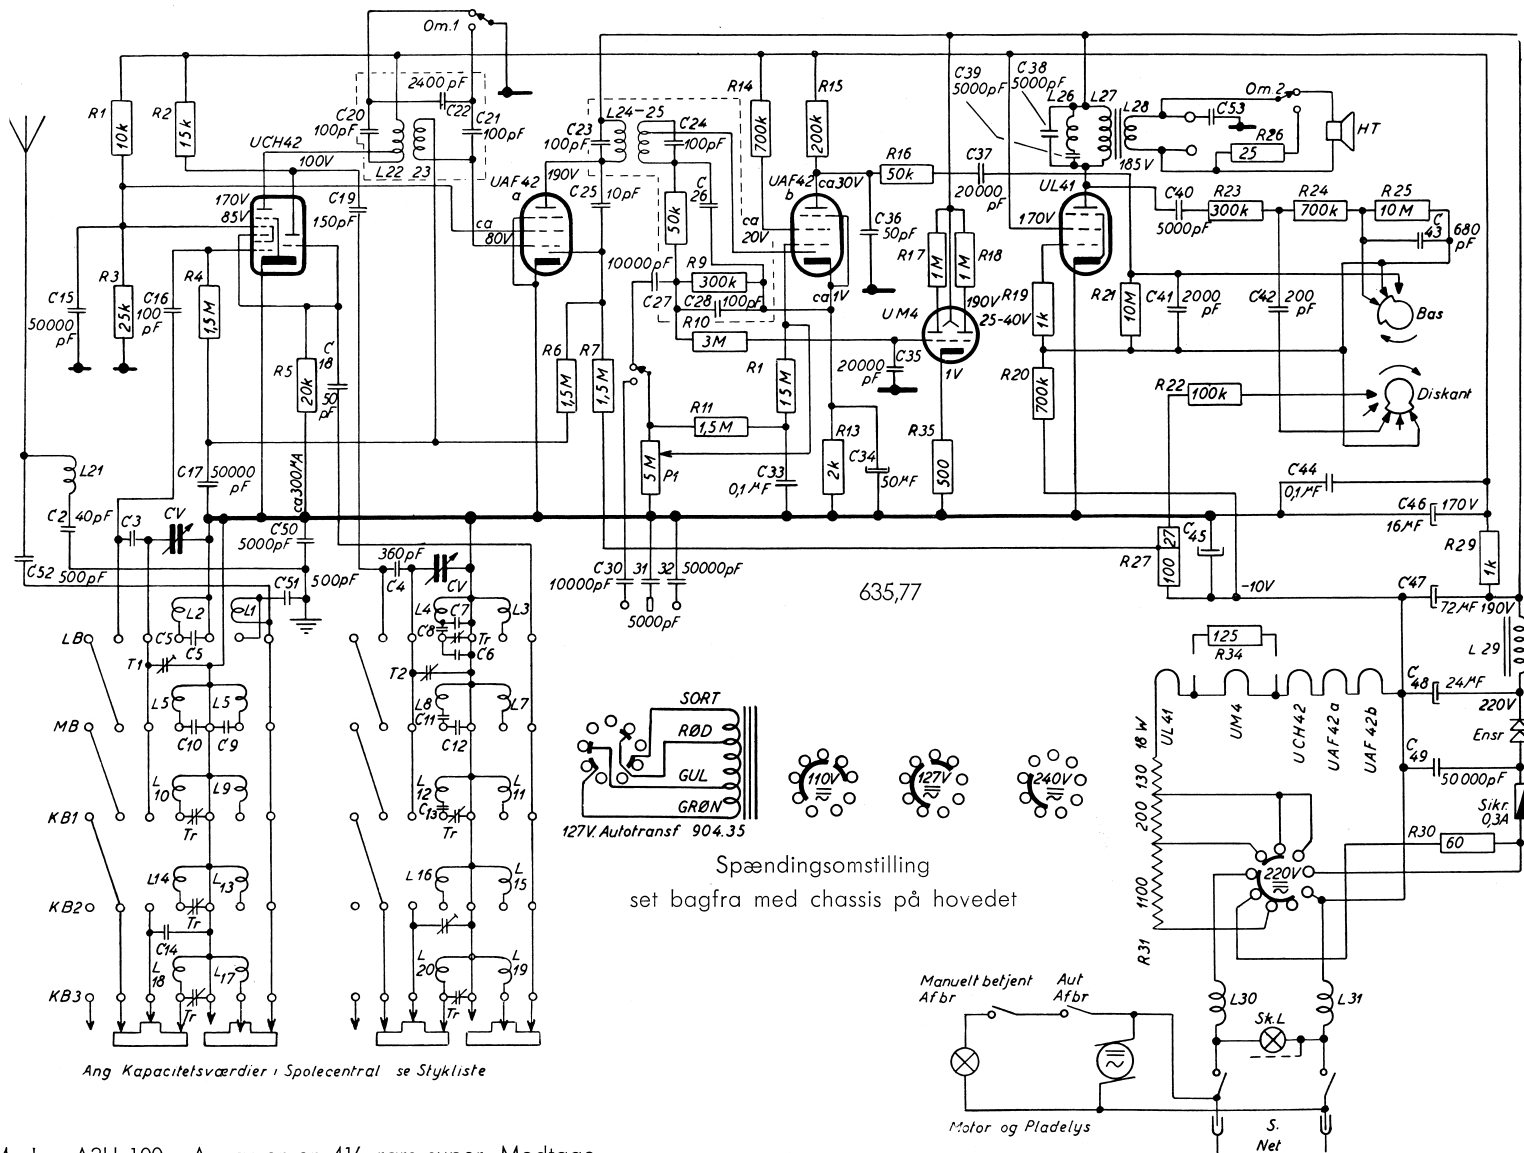 Om.1
2400 pF
C22
C20
100pF
C21
100pF
L22 23
R1
10k
R2
15k
UCH42
100V
170V
85V
C19
150pF
UAF42
a
190V
ca
80V
C23
100pF
L24-25
C24
100pF
C25
10pF
C
26
50k
R14
700k
R15
200k
UAF42
b
ca30V
ca
20V
ca1V
R16
50k
C37
20000
pF
C39
5000pF
C38
5000pF
L26
L27
L28
185V
Om.2
C53
R26
25
HT
UL41
170V
C40
5000pF
R23
300k
R24
700k
R25
10M
C
43
680
pF
C36
50pF
R17
1M
R18
1M
190V
UM4
25-40V
1V
R19
1k
R20
700k
R21
10M
C41
2000
pF
C42
200
pF
Bas
Diskant
R22
100k
C15
50000
pF
R3
25k
C16
100
pF
R4
1,5M
R5
20k
C
18
50
pF
10000pF
C27
R9
300k
C28
100pF
R10
3M
R6
1,5M
R7
1,5M
R1
1.5M
R11
1,5M
20000
pF
C35
R35
500
R13
2k
C34
50µF
C33
0,1µF
P1
5M
L21
C2
40pF
C17
50000
pF
ca300µA
C3
CV
C50
5000pF
C52
500pF
500pF
C51
360pF
C4
CV
C30
10000pF
31
32
50000pF
5000pF
635,77
R27
27
100
C
45
-10V
C44
0,1µF
C46
170V
16µF
R29
1k
C47
72µF
190V
L29
C
48
24µF
220V
Ensr
C
49
50000pF
Sikr.
0,3A
R30
60
125
R34
UL41
UM4
UCH42
UAF42a
UAF42b
18W
130
200
1100
R31
220V
LB
L2
L1
C5
C5
T1
L4
C7
L3
C8
Tr
C6
T2
MB
L5
L5
C10
C9
L8
C11
L7
C12
KB1
L
10
L9
Tr
L
12
C13
L
11
Tr
KB2
L14
L
13
Tr
C14
L16
L
15
KB3
L
18
L17
Tr
L
20
L
19
Tr
SORT
RØD
GUL
GRØN
127V. Autotransf 904.35
110V
127V
240V
Spændingsomstilling
set bagfra med chassis på hovedet
Manuelt betjent
Afbr
Aut
Afbr
L30
L31
Sk.L
Motor og Pladelys
S.
Net
Ang Kapacitetsværdier i Spolecentral se Stykliste